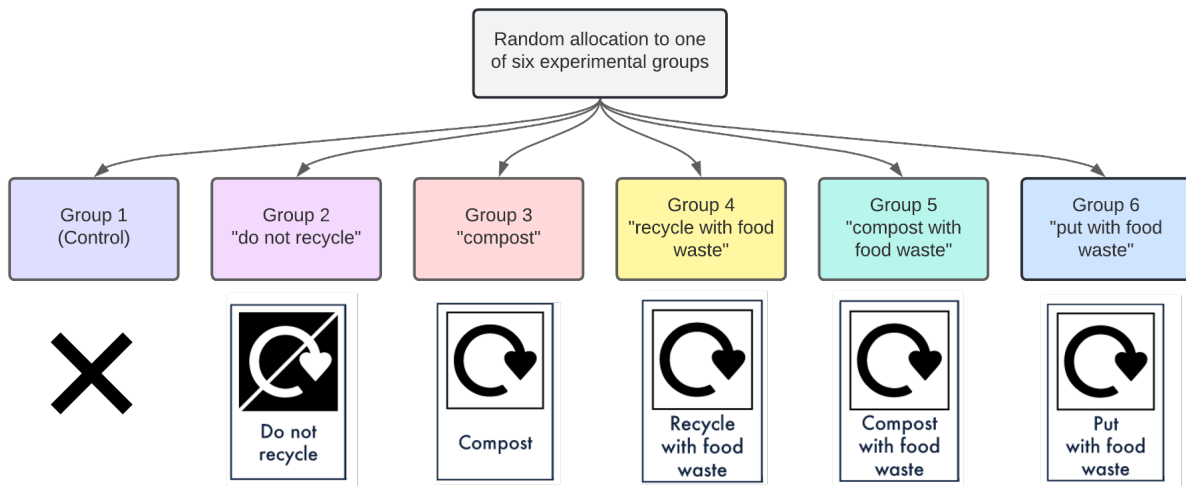 Random allocation to one
of six experimental groups
Group 1
(Control)
Group 2
"do not recycle"
Group 3
"compost"
Group 4
"recycle with food
waste"
Group 5
"compost with
food waste"
Group 6
"put with food
waste"
Do not
recycle
Compost
Recycle
with food
waste
Compost
with food
waste
Put
with food
waste